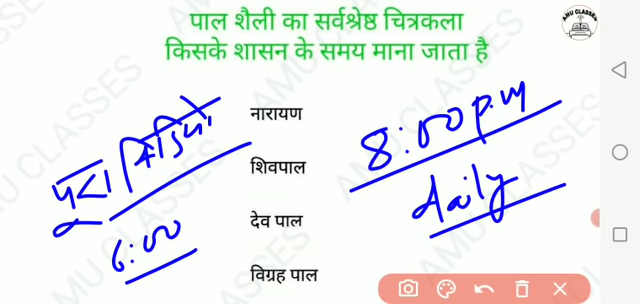 पाल शैली का सर्वश्रेष्ठ चित्रकला
किसके शासन के समय माना जाता है
AMU CLASSES
नारायण
शिवपाल
देव पाल
विग्रह पाल
पुरा विडियो
6:00
8:00 p.m
daily